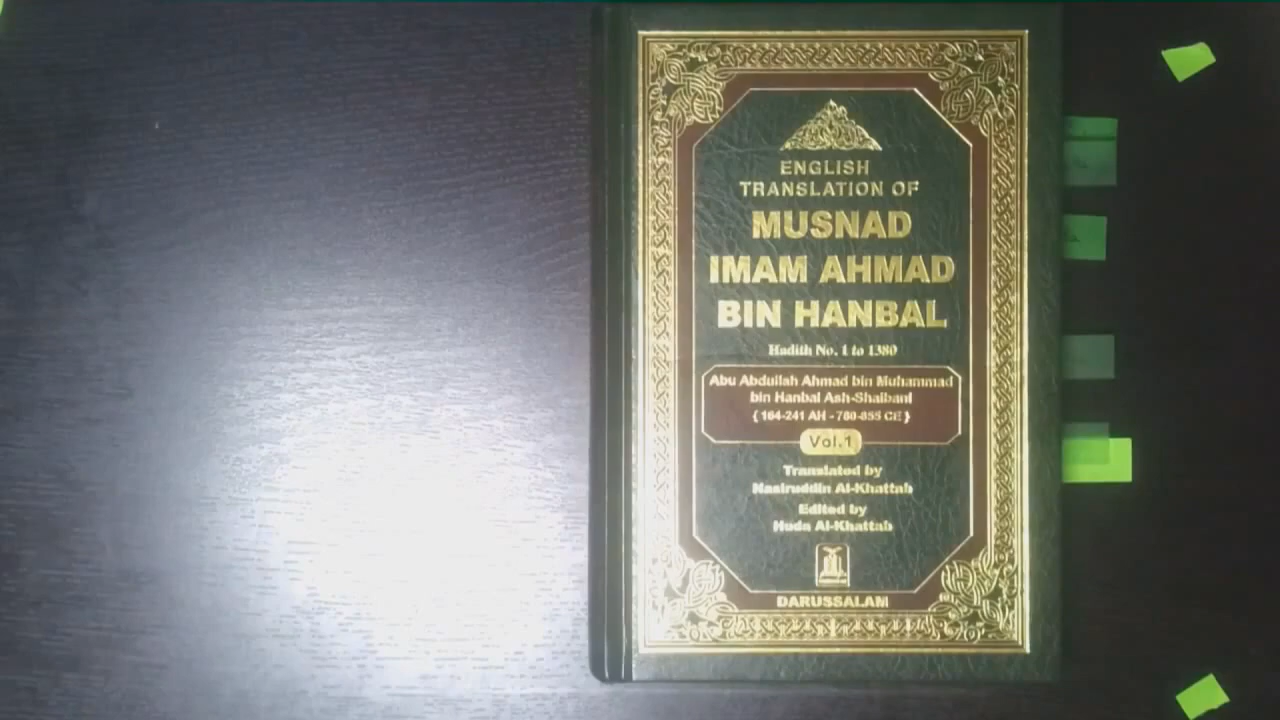 ENGLISH
TRANSLATION OF
MUSNAD
IMAM AHMAD
BIN HANBAL
Hadith No. 1 to 1380
Abu Abdullah Ahmad bin Muhammad
bin Hanbal Ash-Shaibani
( 164-241 AH - 780-855 CE )
Vol.1
Translated by
Nasiruddin Al-Khattab
Edited by
Huda Al-Khattab
DARUSSALAM